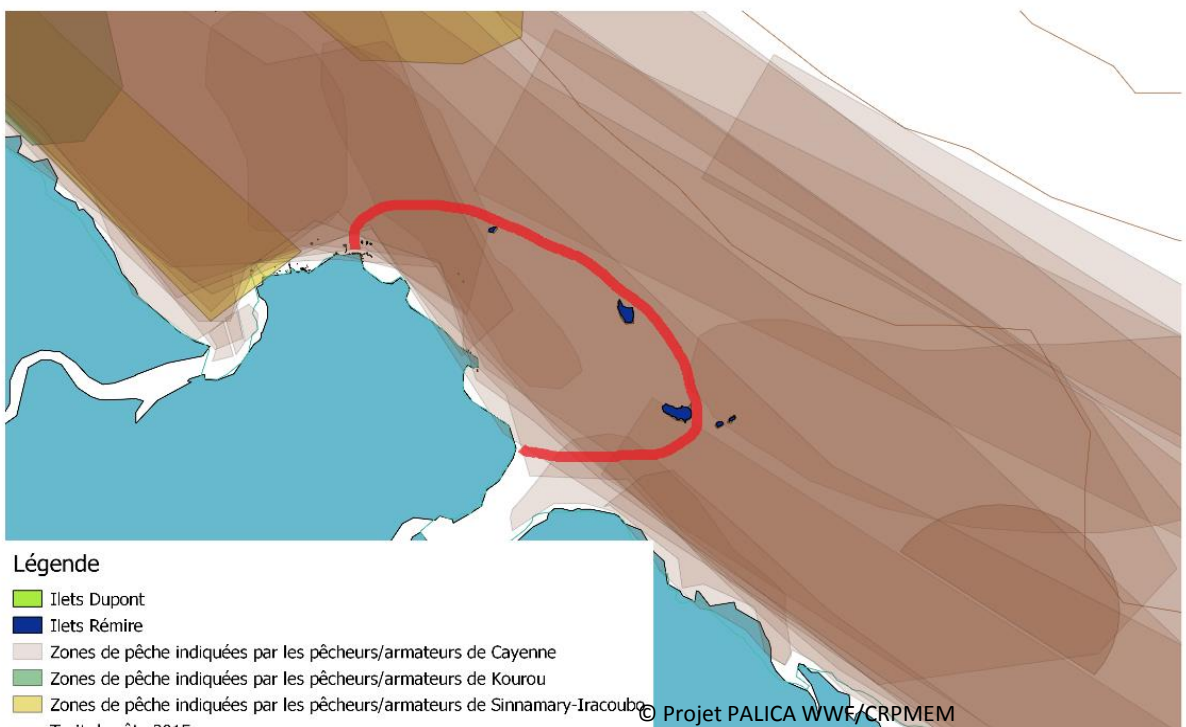 Légende
Ilets Dupont
Ilets Rémire
Zones de pêche indiquées par les pêcheurs/armateurs de Cayenne
Zones de pêche indiquées par les pêcheurs/armateurs de Kourou
Zones de pêche indiquées par les pêcheurs/armateurs de Sinnamary-Iracoubo
© Projet PALICA WWF/CRPMEM